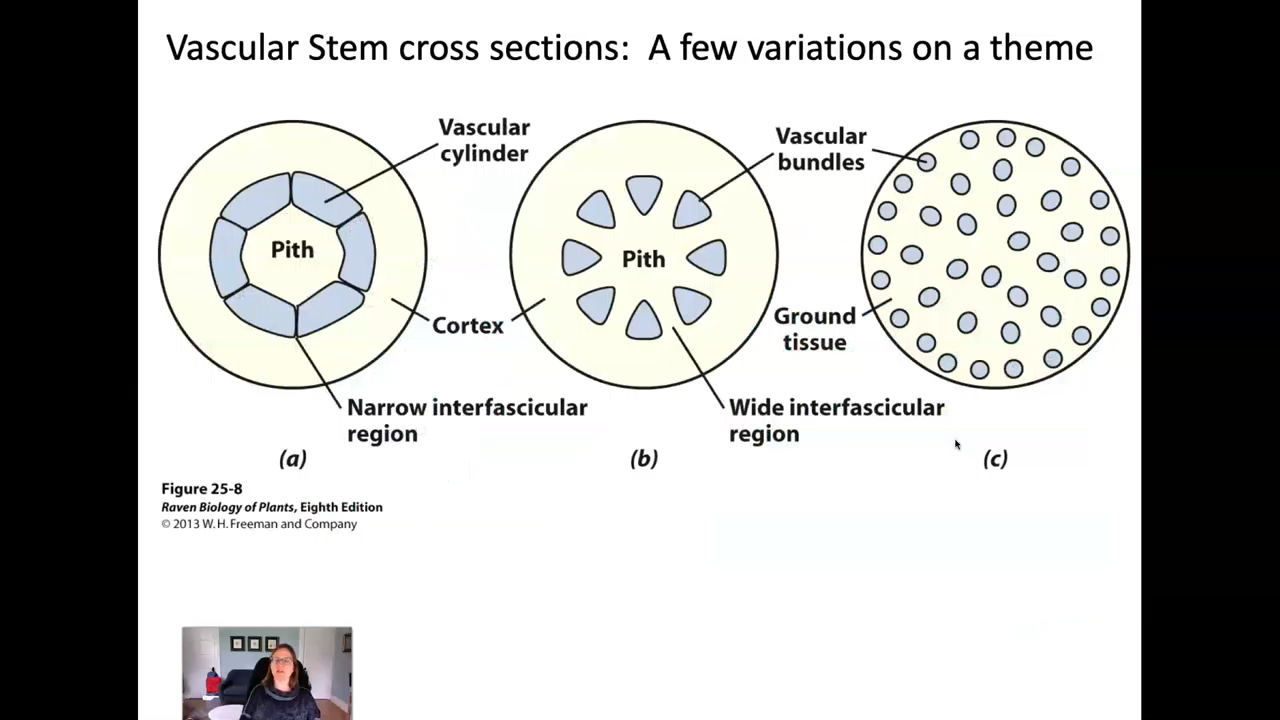 Vascular Stem cross sections:  A few variations on a theme
Vascular
cylinder
Vascular
bundles
Pith
Pith
Cortex
Ground
tissue
Narrow interfascicular
region
Wide interfascicular
region
(a)
(b)
(c)
Figure 25-8
Raven Biology of Plants, Eighth Edition
© 2013 W. H. Freeman and Company